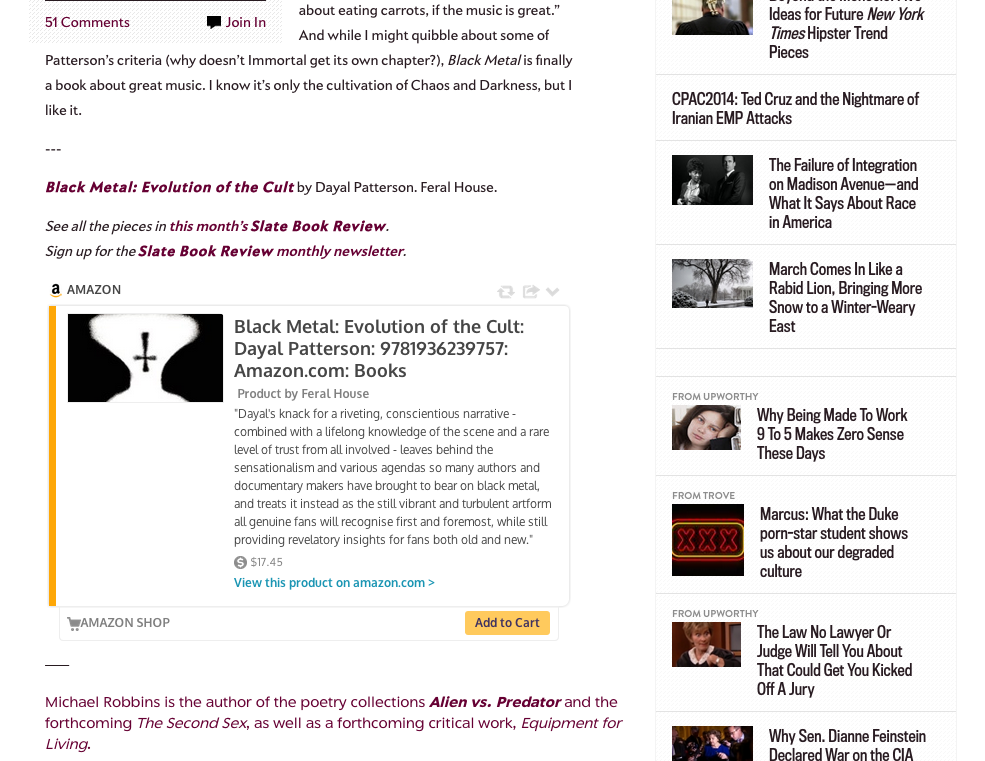 51 Comments
Join In
about eating carrots, if the music is great.”
And while I might quibble about some of
Patterson’s criteria (why doesn’t Immortal get its own chapter?), Black Metal is finally
a book about great music. I know it’s only the cultivation of Chaos and Darkness, but I
like it.
---
Black Metal: Evolution of the Cult by Dayal Patterson. Feral House.
See all the pieces in this month’s Slate Book Review.
Sign up for the Slate Book Review monthly newsletter.
AMAZON
Black Metal: Evolution of the Cult:
Dayal Patterson: 9781936239757:
Amazon.com: Books
Product by Feral House
"Dayal's knack for a riveting, conscientious narrative -
combined with a lifelong knowledge of the scene and a rare
level of trust from all involved - leaves behind the
sensationalism and various agendas so many authors and
documentary makers have brought to bear on black metal,
and treats it instead as the still vibrant and turbulent artform
all genuine fans will recognise first and foremost, while still
providing revelatory insights for fans both old and new."
$17.45
View this product on amazon.com >
AMAZON SHOP
Add to Cart
Michael Robbins is the author of the poetry collections Alien vs. Predator and the
forthcoming The Second Sex, as well as a forthcoming critical work, Equipment for
Living.
Ideas for Future New York
Times Hipster Trend
Pieces
CPAC2014: Ted Cruz and the Nightmare of
Iranian EMP Attacks
The Failure of Integration
on Madison Avenue—and
What It Says About Race
in America
March Comes In Like a
Rabid Lion, Bringing More
Snow to a Winter-Weary
East
FROM UPWORTHY
Why Being Made To Work
9 To 5 Makes Zero Sense
These Days
FROM TROVE
XXX
Marcus: What the Duke
porn-star student shows
us about our degraded
culture
FROM UPWORTHY
The Law No Lawyer Or
Judge Will Tell You About
That Could Get You Kicked
Off A Jury
Why Sen. Dianne Feinstein
Declared War on the CIA